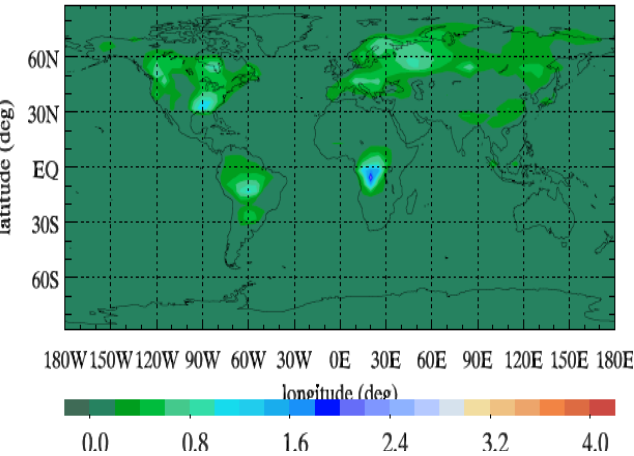 60N
30N
EQ
30S
60S
latitude (deg)
180W 150W 120W 90W 60W 30W 0E 30E 60E 90E 120E 150E 180E
longitude (deg)
0.0 0.8 1.6 2.4 3.2 4.0